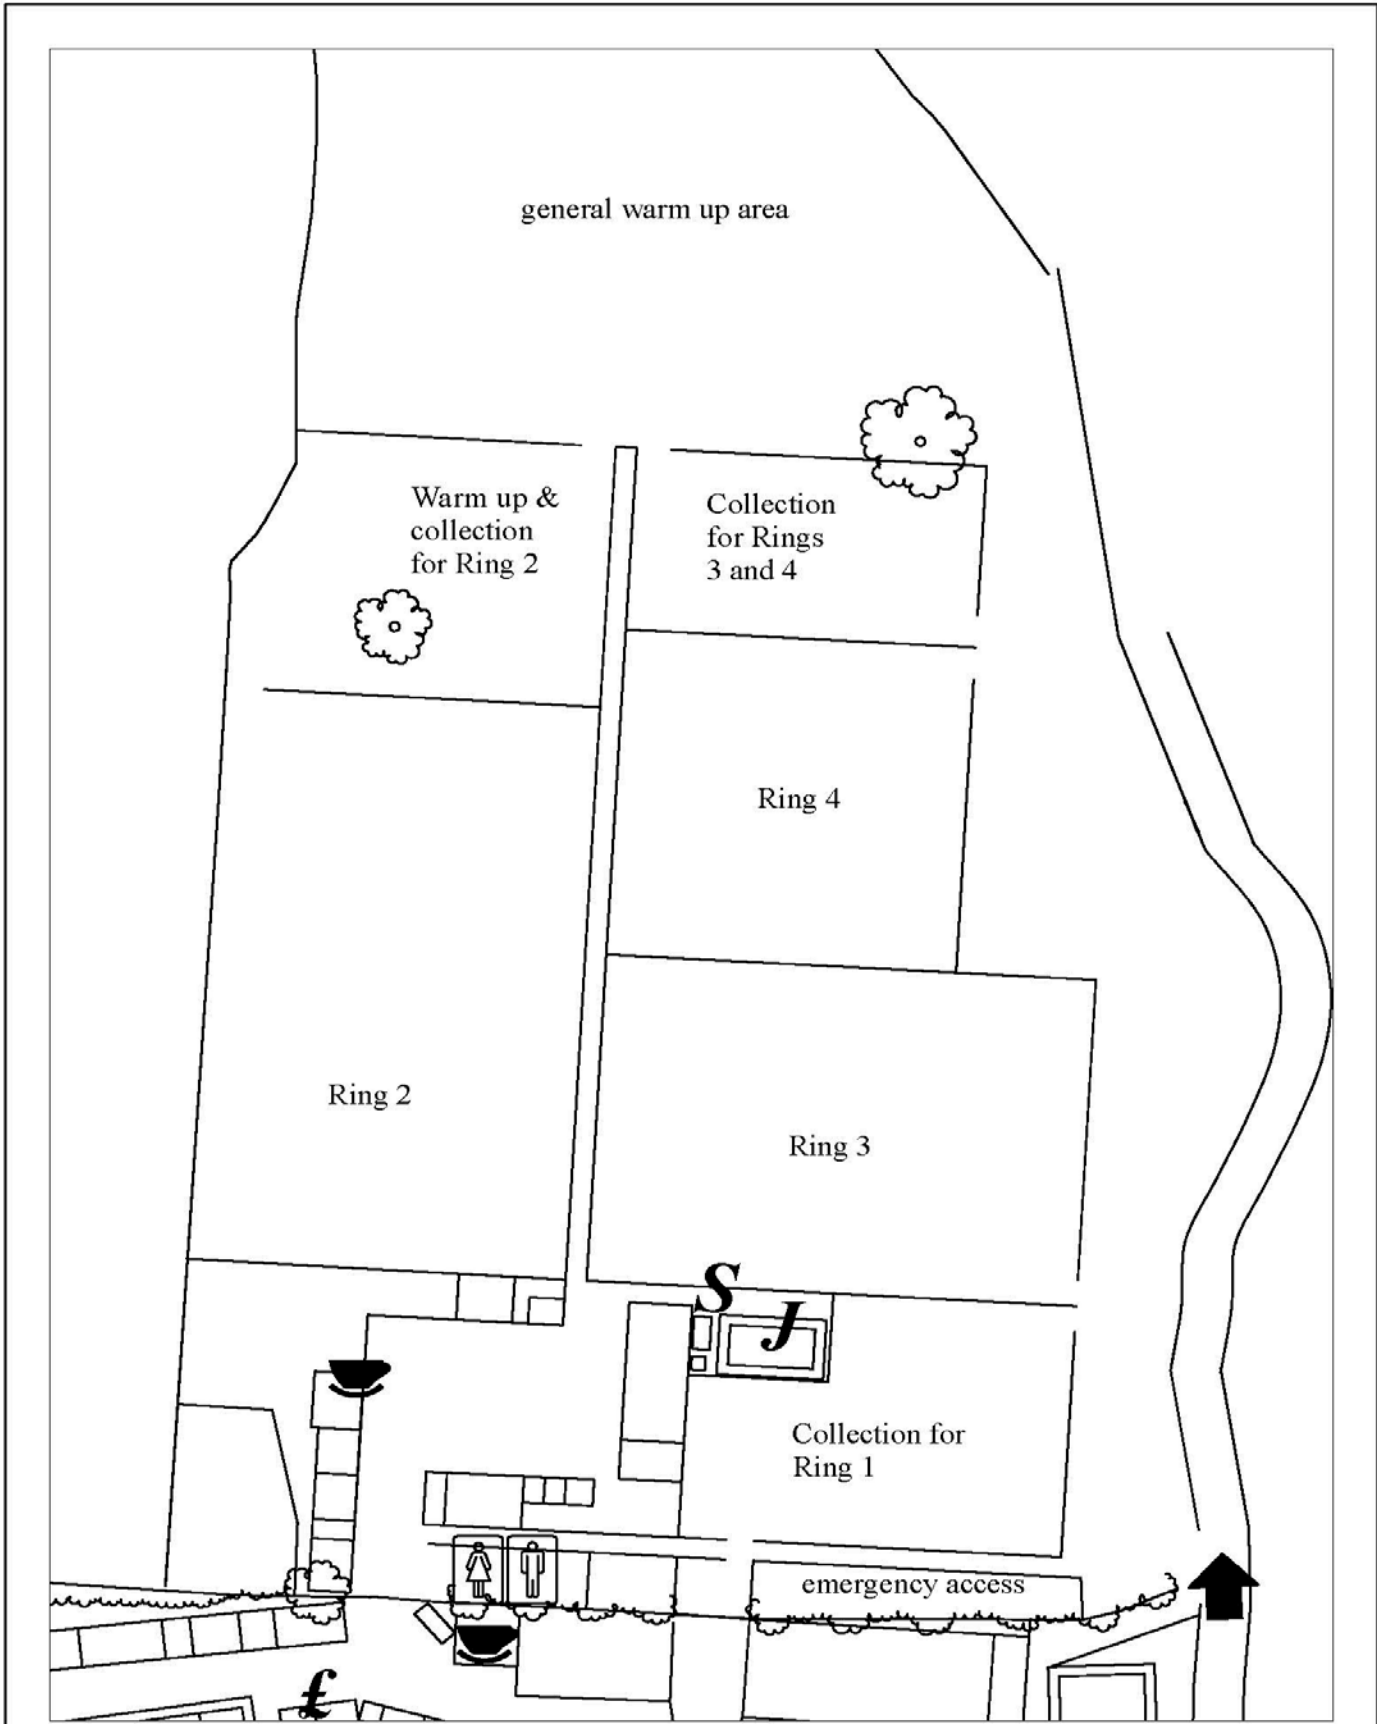 general warm up area
Warm up &
collection
for Ring 2
Collection
for Rings
3 and 4
Ring 4
Ring 2
Ring 3
S
J
Collection for
Ring 1
emergency access
£